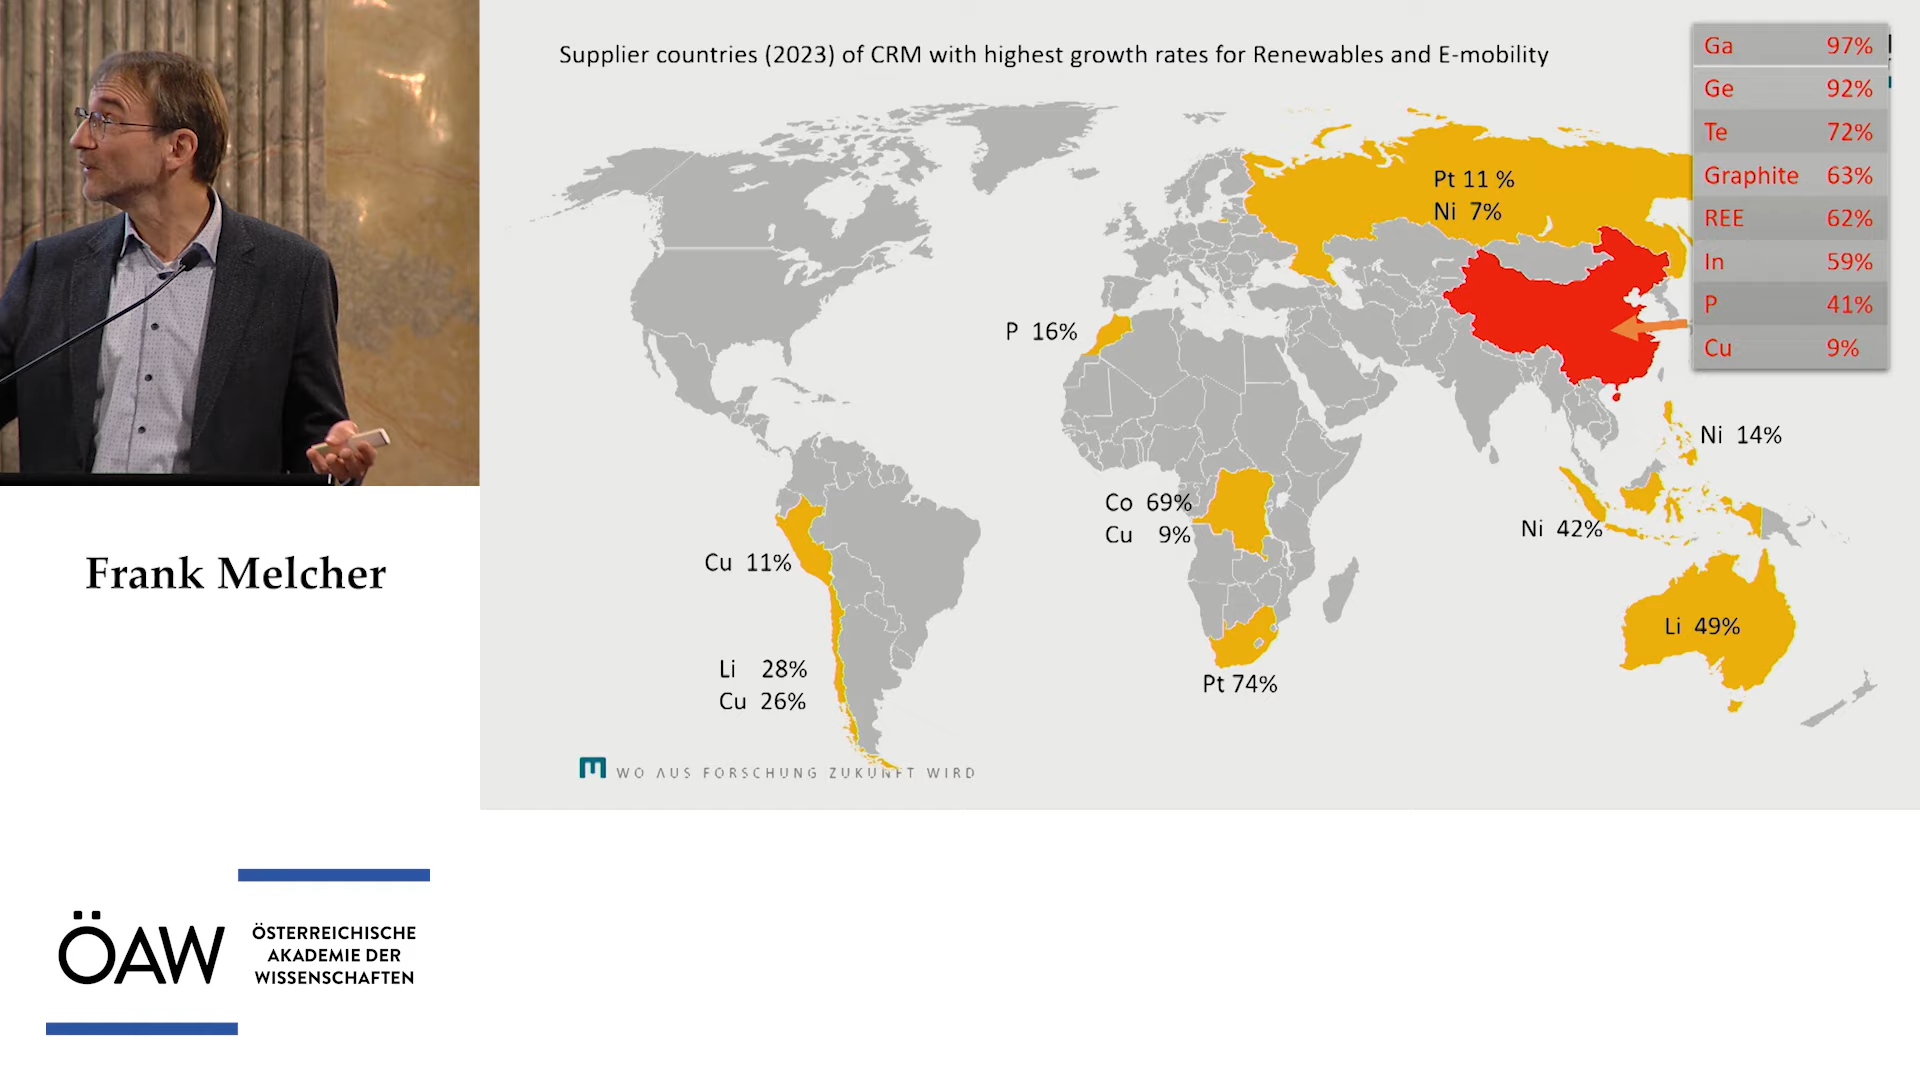 Supplier countries (2023) of CRM with highest growth rates for Renewables and E-mobility
Ga 97%
Ge 92%
Te 72%
Graphite 63%
REE 62%
In 59%
P 41%
Cu 9%
Pt 11 %
Ni 7%
P 16%
Ni 14%
Co 69%
Cu 9%
Ni 42%
Cu 11%
Li 49%
Li 28%
Cu 26%
Pt 74%
WO AUS FORSCHUNG ZUKUNFT WIRD
Frank Melcher
ÖAW
ÖSTERREICHISCHE
AKADEMIE DER
WISSENSCHAFTEN